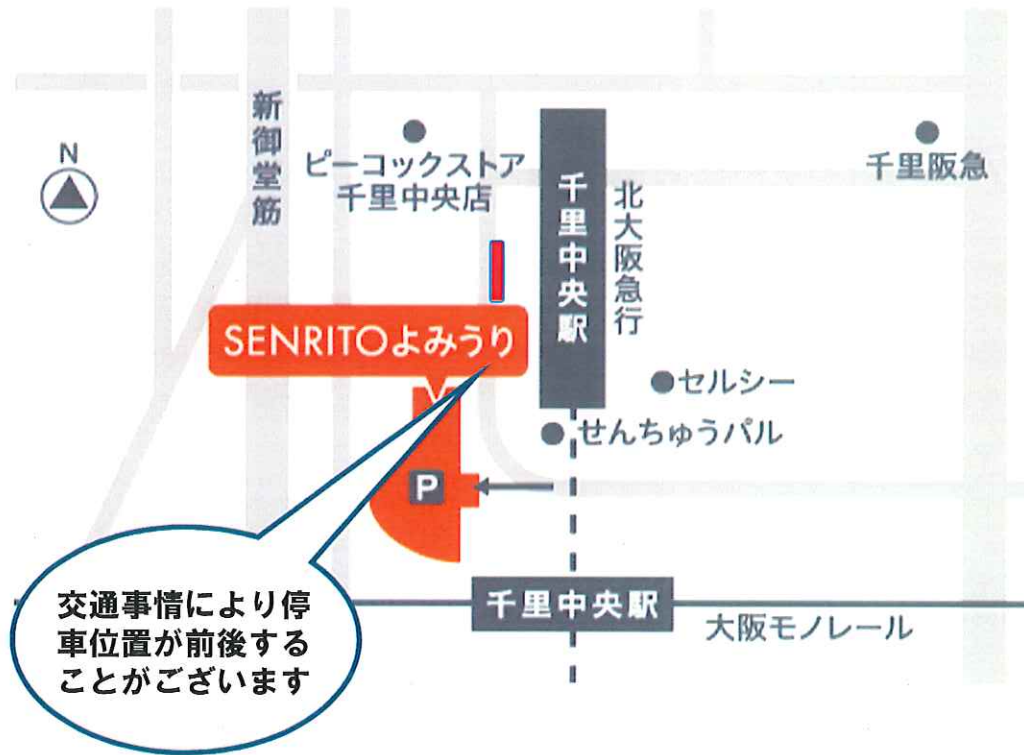 新御堂筋
N
ピーコックストア
千里中央店
千里中央駅
北大阪急行
千里阪急
SENRITOよみうり
セルシー
せんちゅうパル
P
千里中央駅
大阪モノレール
交通事情により停
車位置が前後する
ことがございます